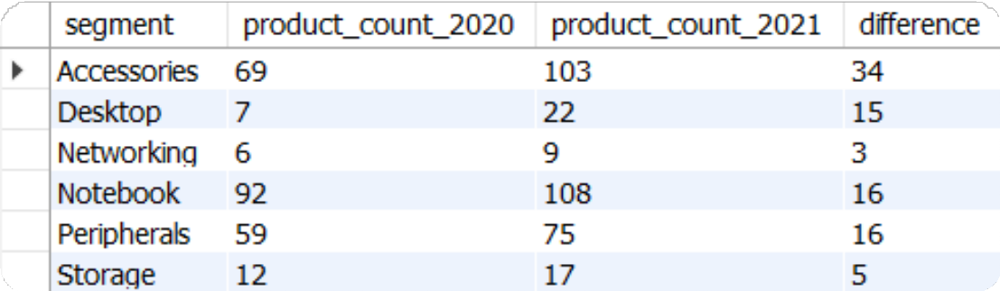 segment product_count_2020 product_count_2021 difference
Accessories 69 103 34
Desktop 7 22 15
Networking 6 9 3
Notebook 92 108 16
Peripherals 59 75 16
Storage 12 17 5